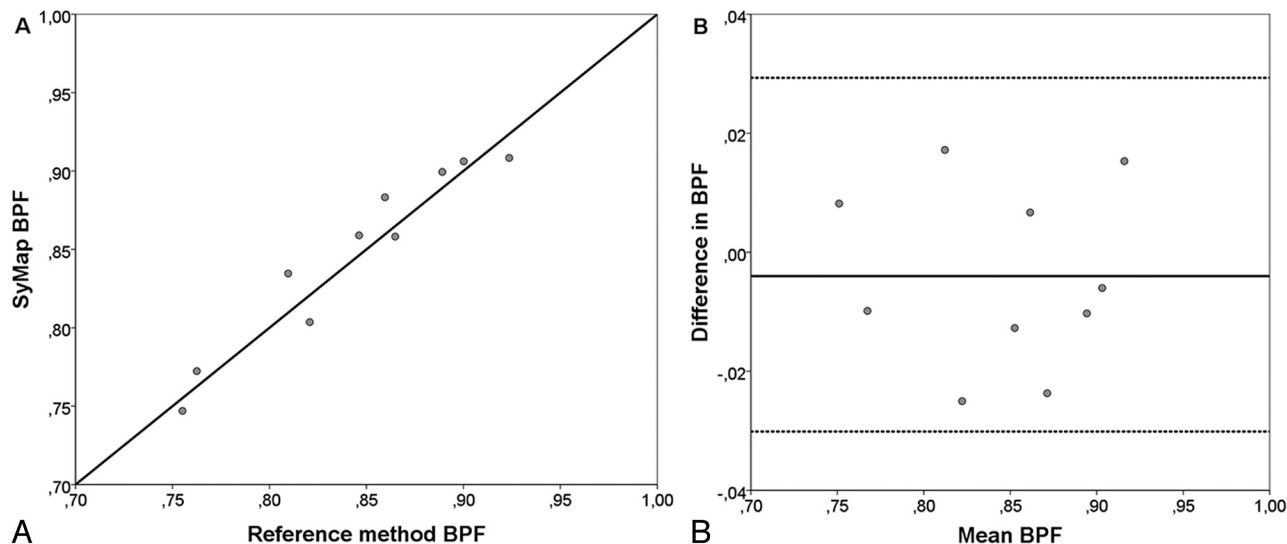 A
1,00
,95
,90
,85
,80
,75
,70
SyMap BPF
,70 ,75 ,80 ,85 ,90 ,95 1,00
Reference method BPF
A
B
,04
,02
,00
-,02
-,04
Difference in BPF
,70 ,75 ,80 ,85 ,90 ,95 1,00
Mean BPF
B